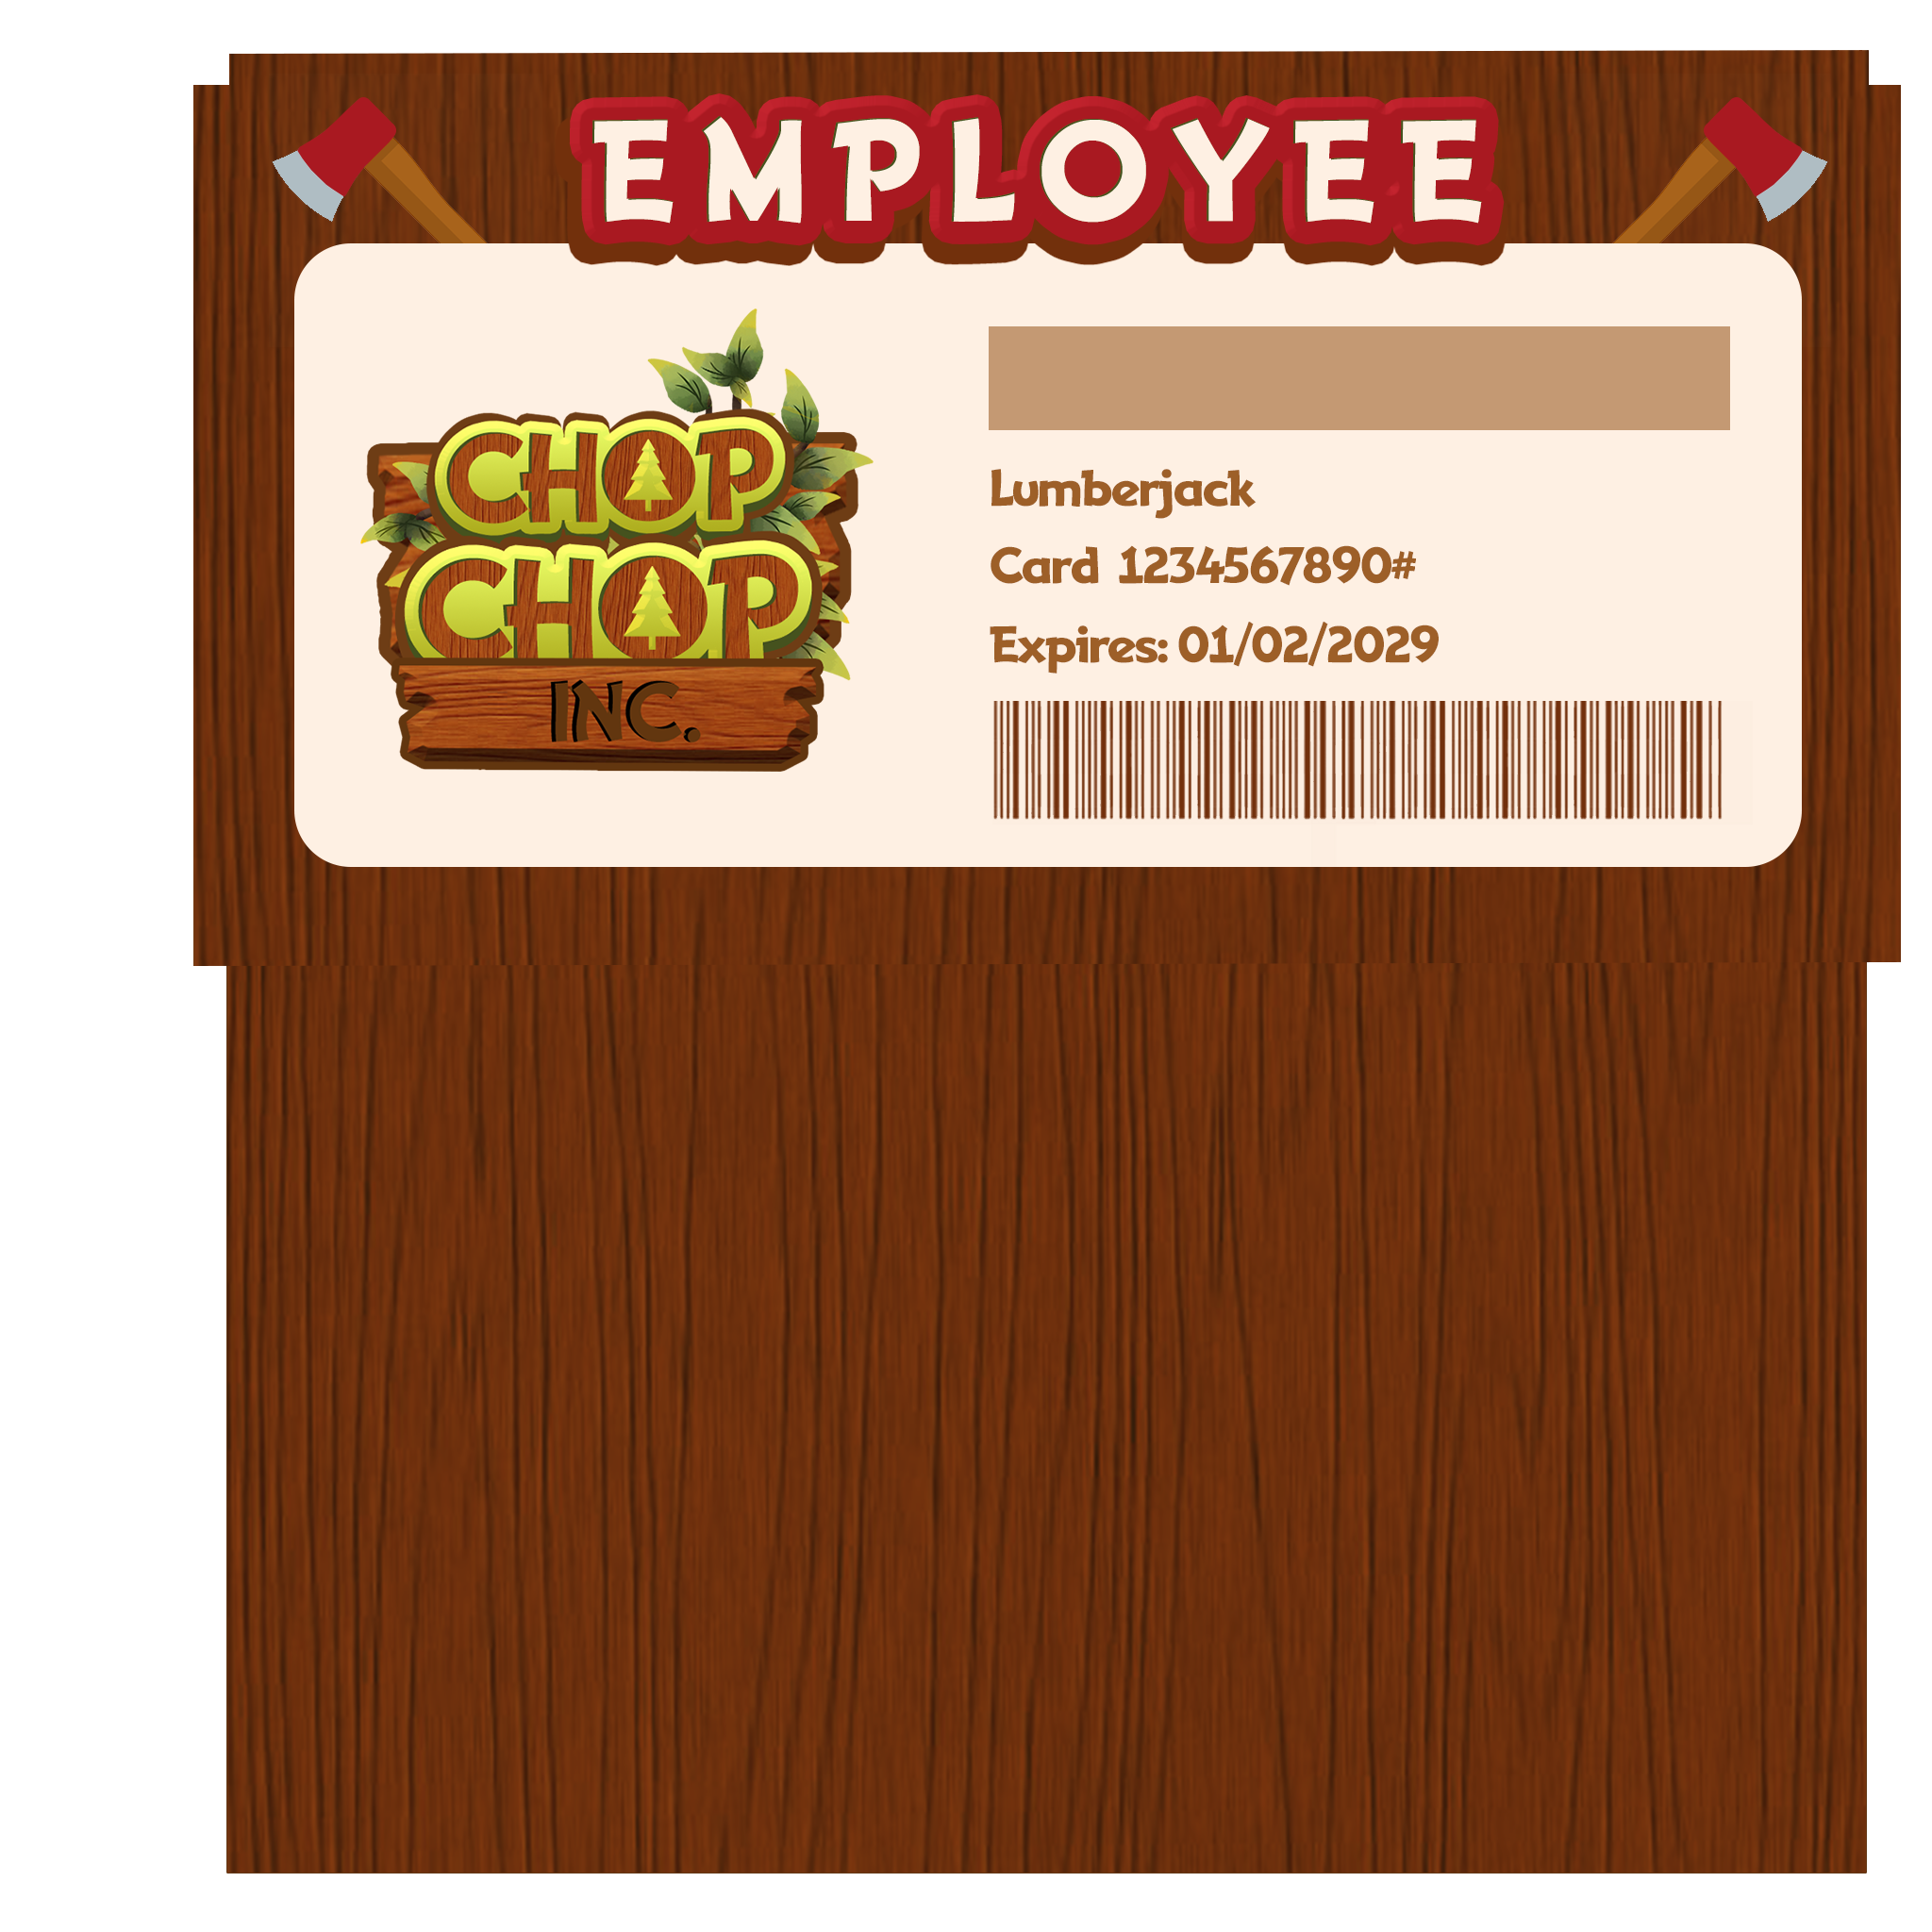 EMPLOYEE
CHOP
CHOP
INC.
Lumberjack
Card 1234567890#
Expires: 01/02/2029